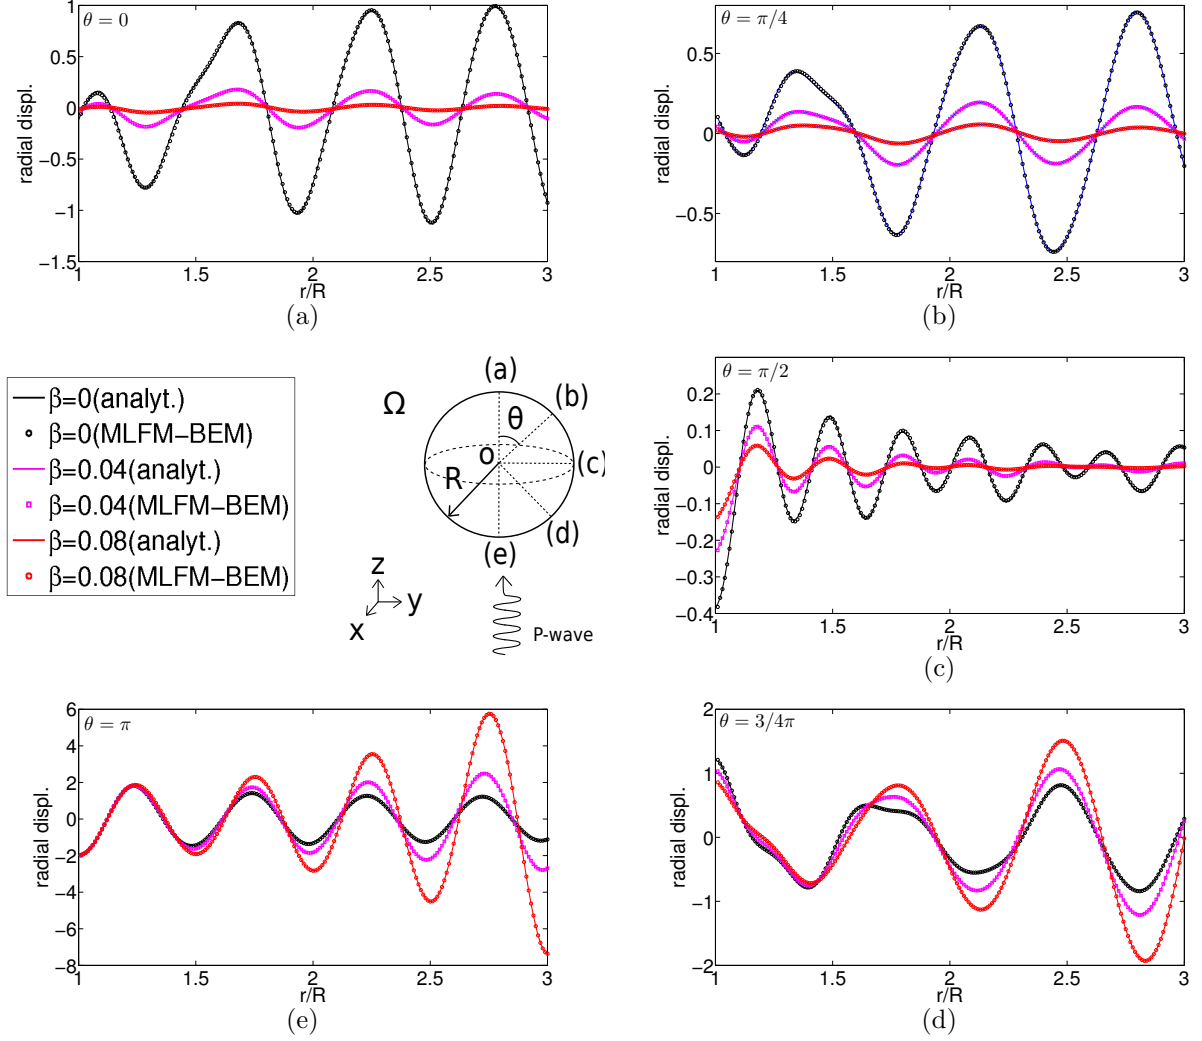 θ = 0
radial displ.
1
0.5
0
−0.5
−1
−1.5
1
1.5
2
2.5
3
r/R
(a)
θ = π/4
radial displ.
0.5
0
−0.5
1
1.5
2
2.5
3
r/R
(b)
β=0(analyt.)
β=0(MLFM−BEM)
β=0.04(analyt.)
β=0.04(MLFM−BEM)
β=0.08(analyt.)
β=0.08(MLFM−BEM)
(a)
Ω
(b)
θ
o
(c)
R
(d)
(e)
z
y
x
P-wave
θ = π/2
radial displ.
0.2
0.1
0
−0.1
−0.2
−0.3
−0.4
1
1.5
2
2.5
3
r/R
(c)
θ = π
radial displ.
6
4
2
0
−2
−4
−6
−8
1
1.5
2
2.5
3
r/R
(e)
θ = 3/4π
radial displ.
2
1
0
−1
−2
1
1.5
2
2.5
3
r/R
(d)